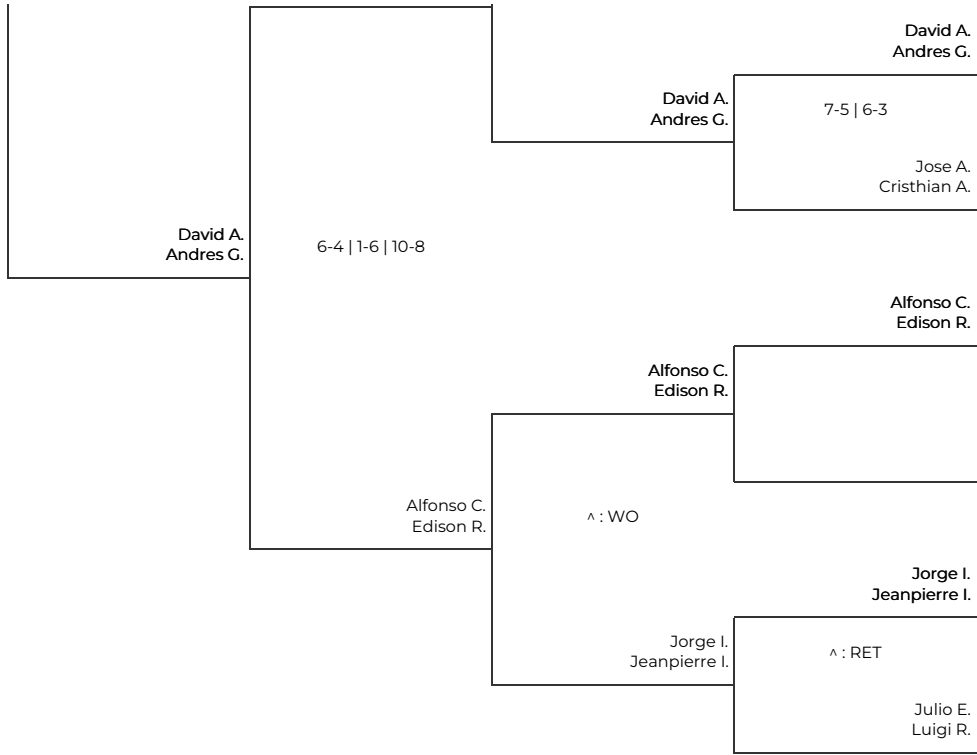 David A.
Andres G.
David A.
Andres G.
7-5 | 6-3
Jose A.
Cristhian A.
David A.
Andres G.
6-4 | 1-6 | 10-8
Alfonso C.
Edison R.
Alfonso C.
Edison R.
Alfonso C.
Edison R.
^ : WO
Jorge I.
Jeanpierre I.
Jorge I.
Jeanpierre I.
^ : RET
Julio E.
Luigi R.